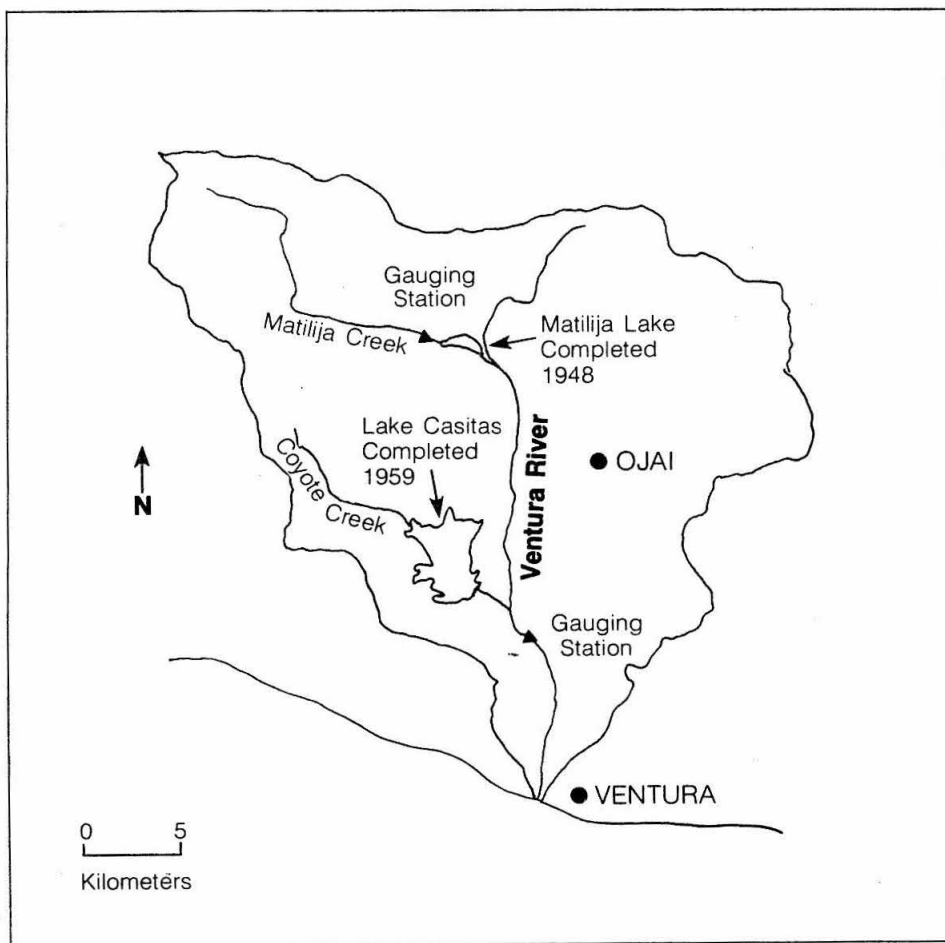 Gauging
Station
Matilija Creek
Matilija Lake
Completed
1948
Lake Casitas
Completed
1959
Coyote Creek
Ventura River
OJAI
N
Gauging
Station
VENTURA
0 5
Kilometers